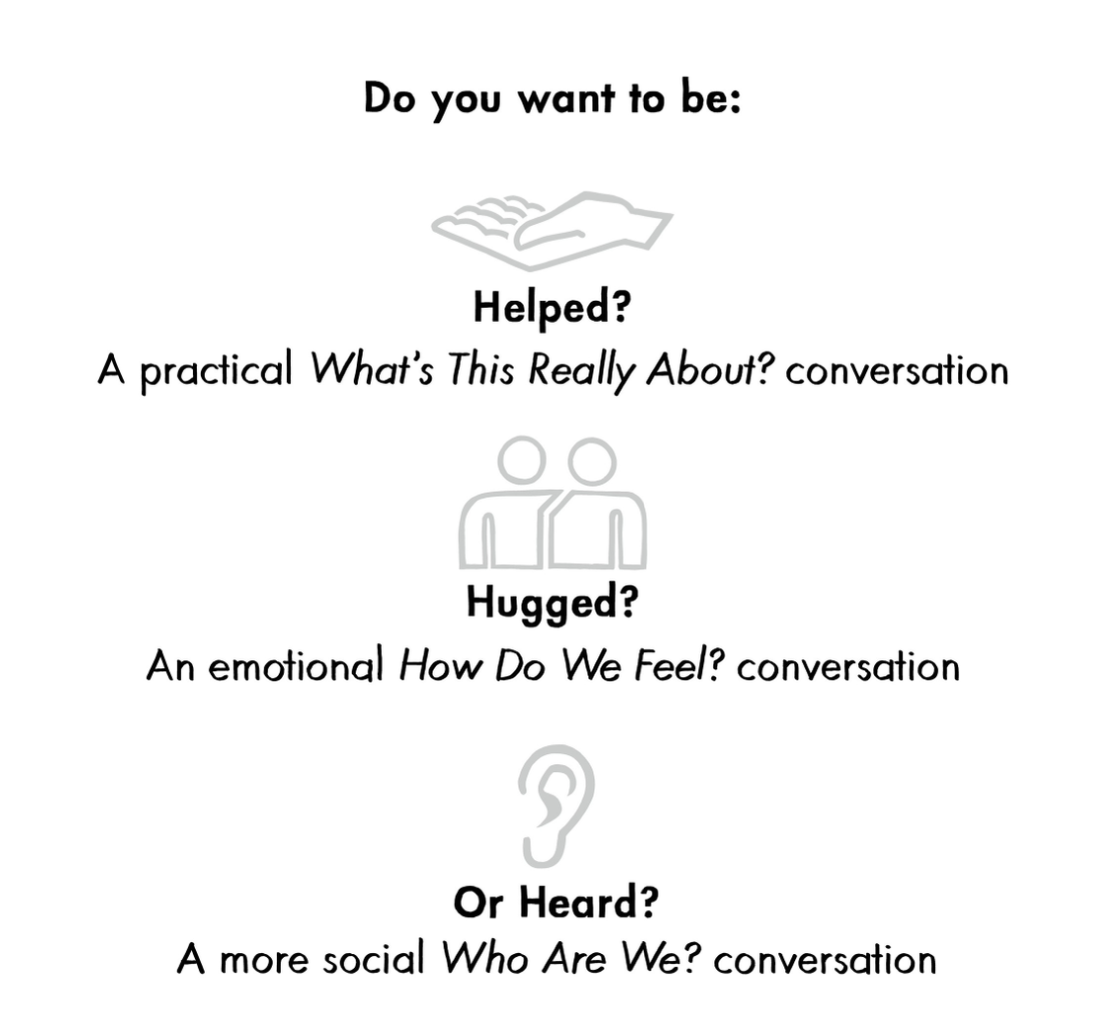 Do you want to be:
Helped?
A practical What's This Really About? conversation
Hugged?
An emotional How Do We Feel? conversation
Or Heard?
A more social Who Are We? conversation